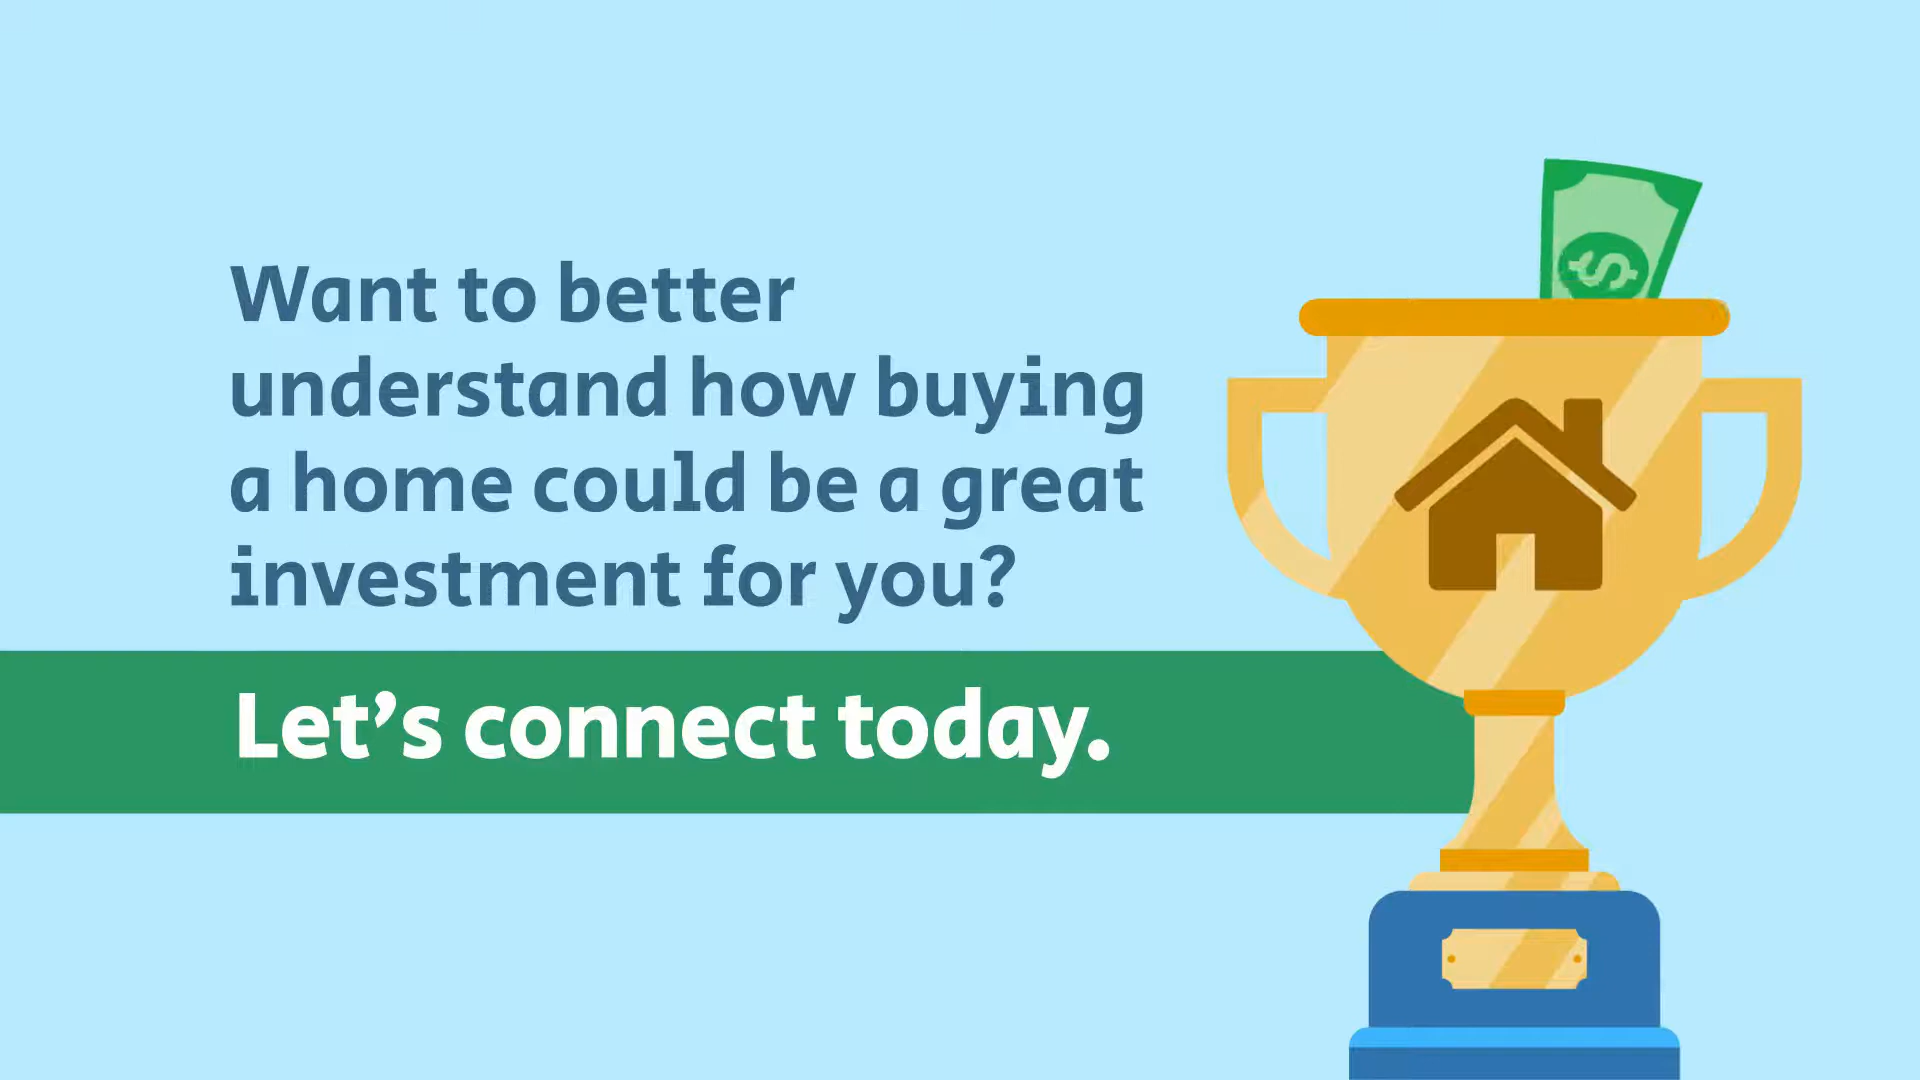 Want to better
understand how buying
a home could be a great
investment for you?
Let’s connect today.
$